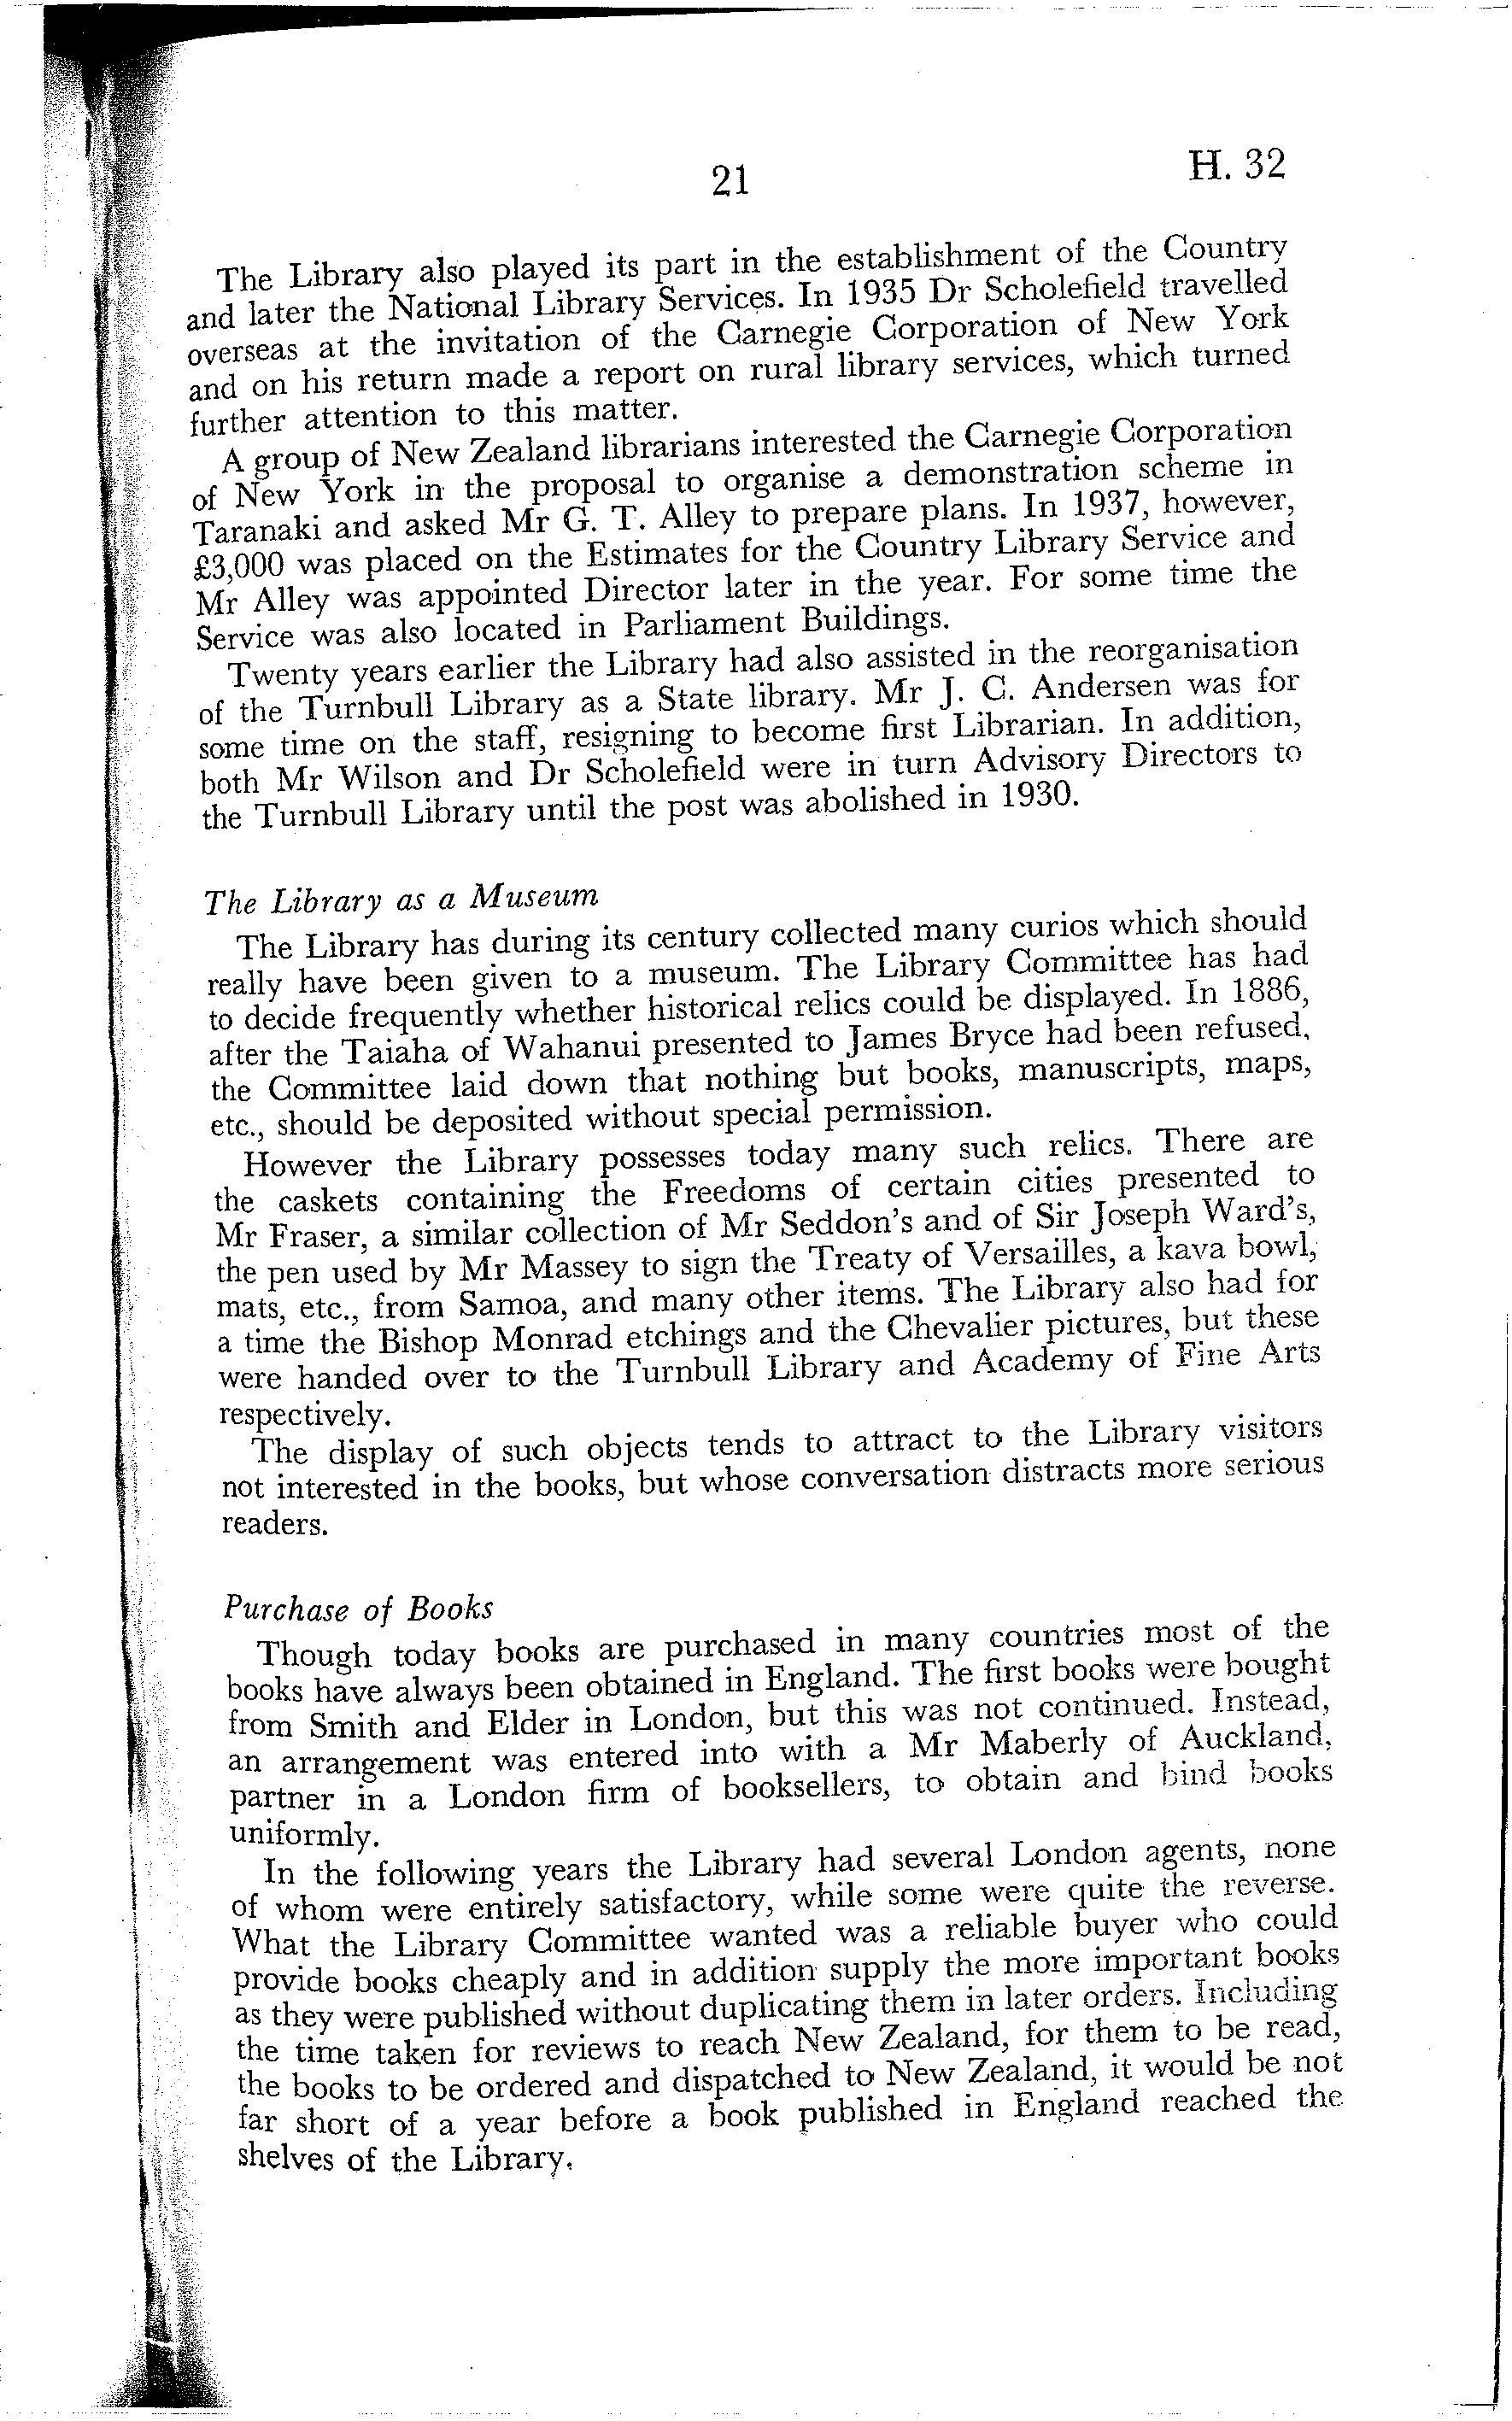 21
H. 32
The Library also played its part in the establishment of the Country
and later the National Library Services. In 1935 Dr Scholefield travelled
overseas at the invitation of the Carnegie Corporation of New York
and on his return made a report on rural library services, which turned
further attention to this matter.
A group of New Zealand librarians interested the Carnegie Corporation
of New York in the proposal to organise a demonstration scheme in
Taranaki and asked Mr G. T. Alley to prepare plans. In 1937, however,
£3,000 was placed on the Estimates for the Country Library Service and
Mr Alley was appointed Director later in the year. For some time the
Service was also located in Parliament Buildings.
Twenty years earlier the Library had also assisted in the reorganisation
of the Turnbull Library as a State library. Mr J. C. Andersen was for
some time on the staff, resigning to become first Librarian. In addition,
both Mr Wilson and Dr Scholefield were in turn Advisory Directors to
the Turnbull Library until the post was abolished in 1930.
The Library as a Museum
The Library has during its century collected many curios which should
really have been given to a museum. The Library Committee has had
to decide frequently whether historical relics could be displayed. In 1886,
after the Taiaha of Wahanui presented to James Bryce had been refused,
the Committee laid down that nothing but books, manuscripts, maps,
etc., should be deposited without special permission.
However the Library possesses today many such relics. There are
the caskets containing the Freedoms of certain cities presented to
Mr Fraser, a similar collection of Mr Seddon's and of Sir Joseph Ward's,
the pen used by Mr Massey to sign the Treaty of Versailles, a kava bowl,
mats, etc., from Samoa, and many other items. The Library also had for
a time the Bishop Monrad etchings and the Chevalier pictures, but these
were handed over to the Turnbull Library and Academy of Fine Arts
respectively.
The display of such objects tends to attract to the Library visitors
not interested in the books, but whose conversation distracts more serious
readers.
Purchase of Books
Though today books are purchased in many countries most of the
books have always been obtained in England. The first books were bought
from Smith and Elder in London, but this was not continued. Instead,
an arrangement was entered into with a Mr Maberly of Auckland,
partner in a London firm of booksellers, to obtain and bind books
uniformly.
In the following years the Library had several London agents, none
of whom were entirely satisfactory, while some were quite the reverse.
What the Library Committee wanted was a reliable buyer who could
provide books cheaply and in addition supply the more important books
as they were published without duplicating them in later orders. Including
the time taken for reviews to reach New Zealand, for them to be read,
the books to be ordered and dispatched to New Zealand, it would be not
far short of a year before a book published in England reached the
shelves of the Library.